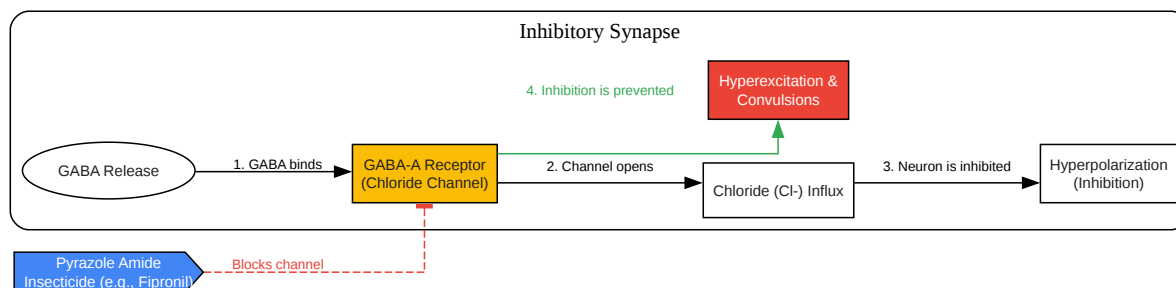 Inhibitory Synapse
4. Inhibition is prevented
Hyperexcitation &
Convulsions
GABA Release
1. GABA binds
GABA-A Receptor
(Chloride Channel)
2. Channel opens
Chloride (Cl-) Influx
3. Neuron is inhibited
Hyperpolarization
(Inhibition)
Pyrazole Amide
Insecticide (e.g., Fipronil)
Blocks channel